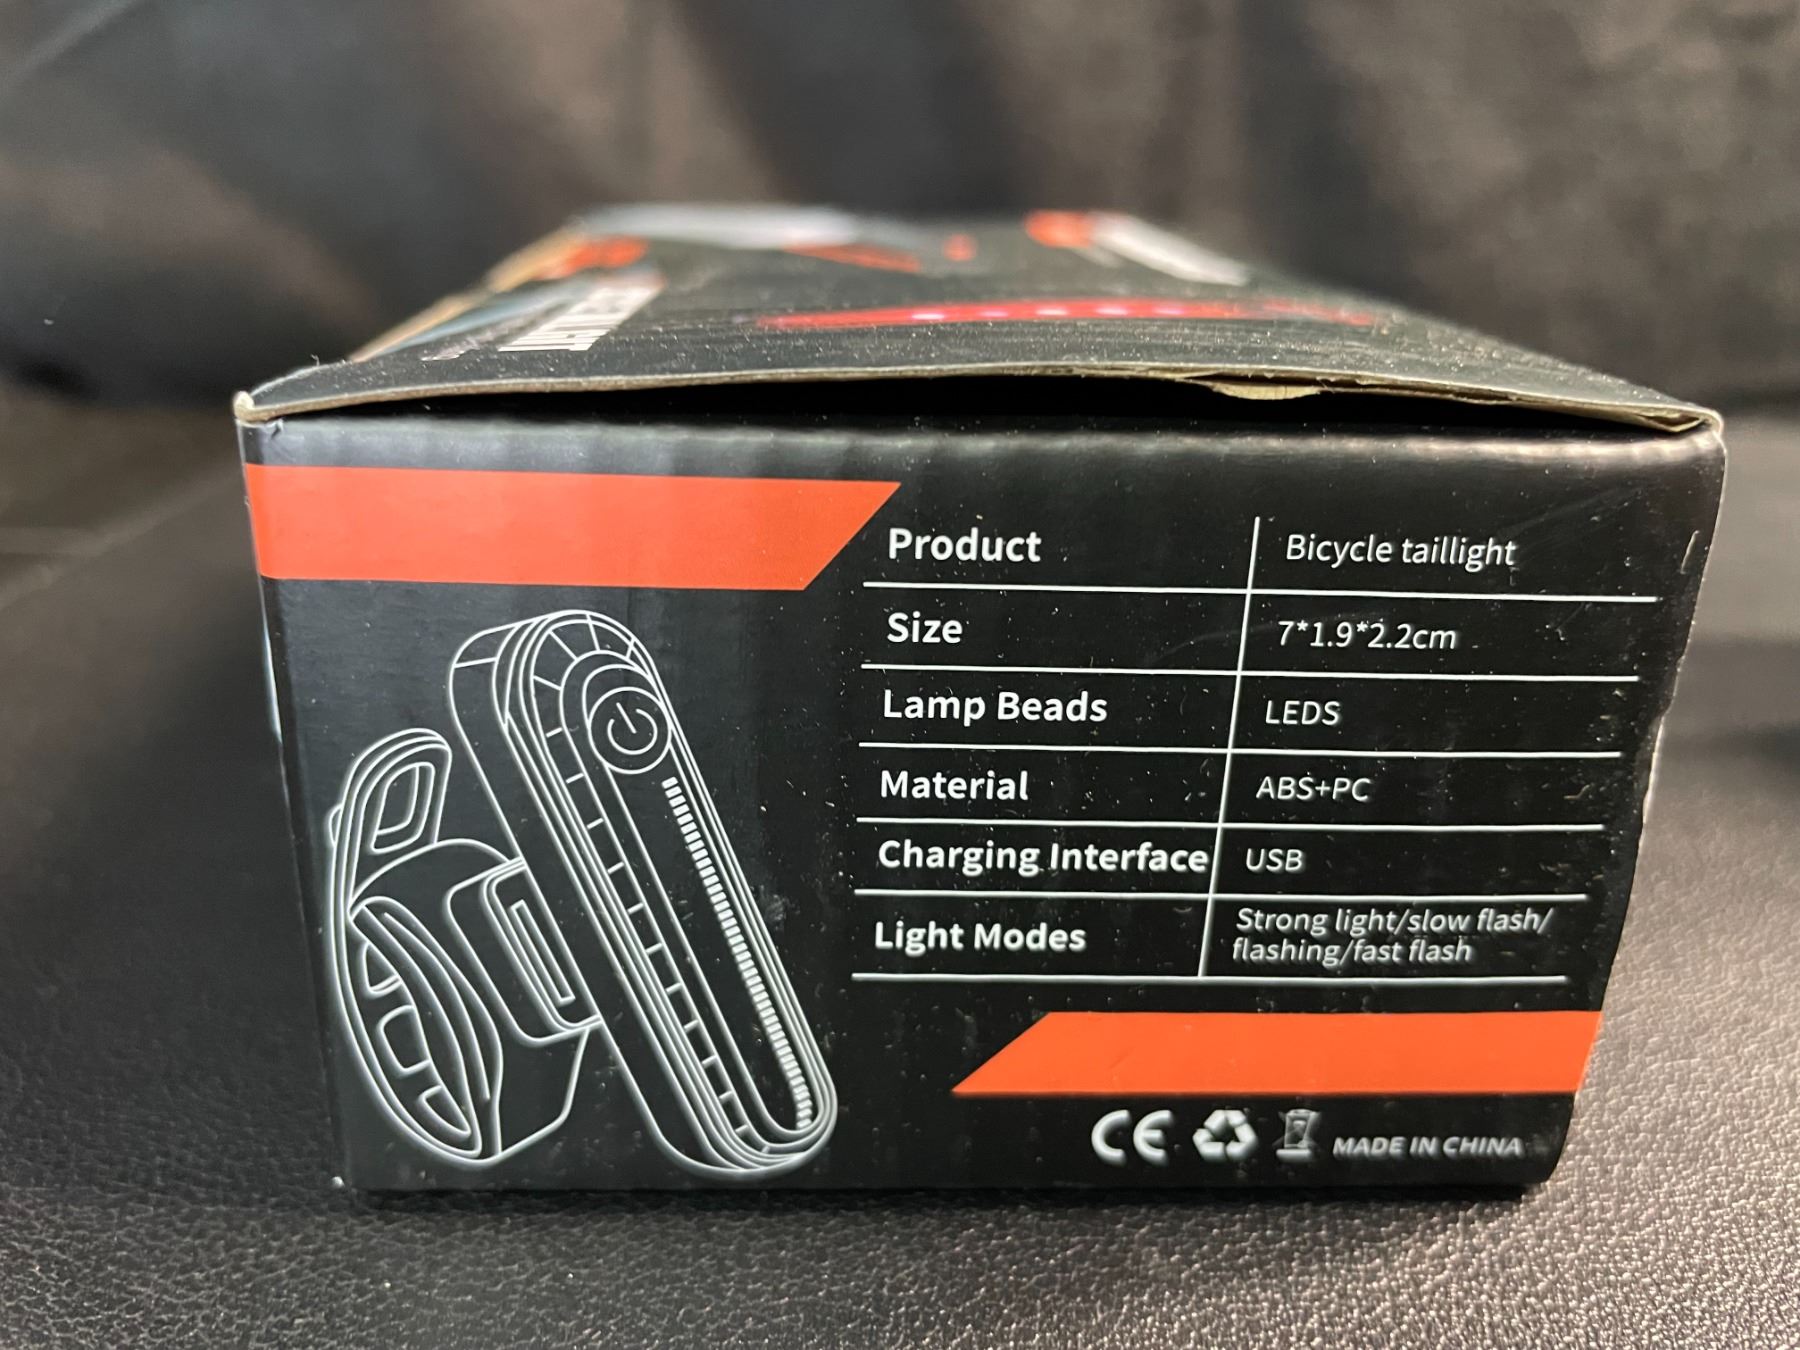 Product Bicycle taillight
Size 7*1.9*2.2cm
Lamp Beads LEDS
Material ABS+PC
Charging Interface USB
Light Modes Strong light/slow flash/
flashing/fast flash
CE MADE IN CHINA